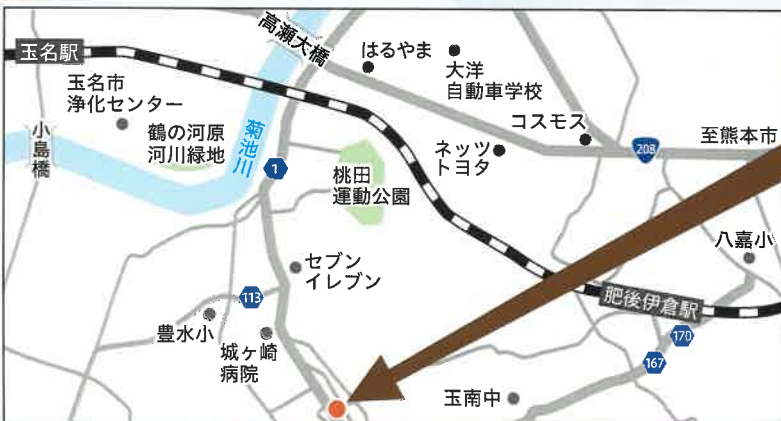 高瀬大橋
はるやま
大洋
自動車学校
玉名駅
玉名市
浄化センター
コスモス
小島橋
鶴の河原
河川緑地
菊池川
1
桃田
運動公園
ネッツ
トヨタ
208
至熊本市
八嘉小
セブン
イレブン
113
肥後伊倉駅
豊水小
城ヶ崎
病院
170
167
玉南中